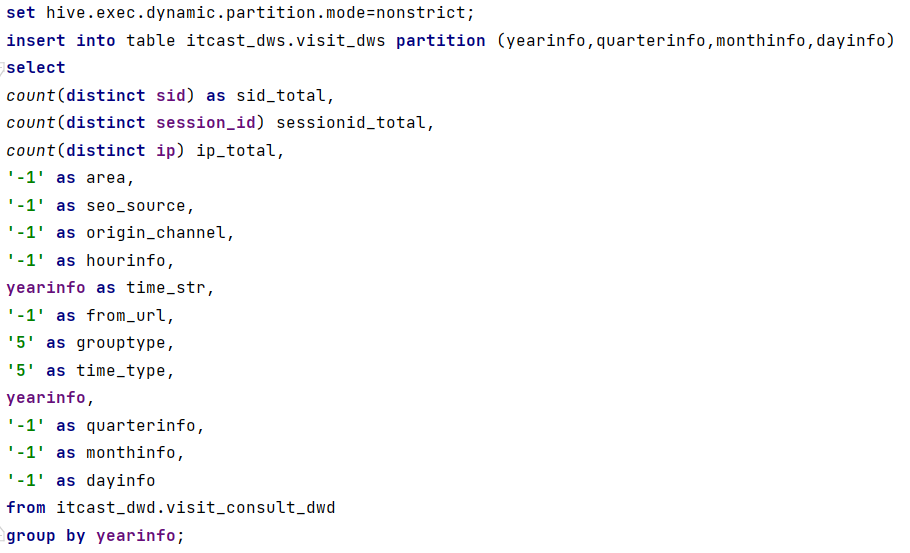 set hive.exec.dynamic.partition.mode=nonstrict;
insert into table itcast_dws.visit_dws partition (yearinfo,quarterinfo,monthinfo,dayinfo)
select
count(distinct sid) as sid_total,
count(distinct session_id) sessionid_total,
count(distinct ip) ip_total,
'-1' as area,
'-1' as seo_source,
'-1' as origin_channel,
'-1' as hourinfo,
yearinfo as time_str,
'-1' as from_url,
'5' as grouptype,
'5' as time_type,
yearinfo,
'-1' as quarterinfo,
'-1' as monthinfo,
'-1' as dayinfo
from itcast_dwd.visit_consult_dwd
group by yearinfo;